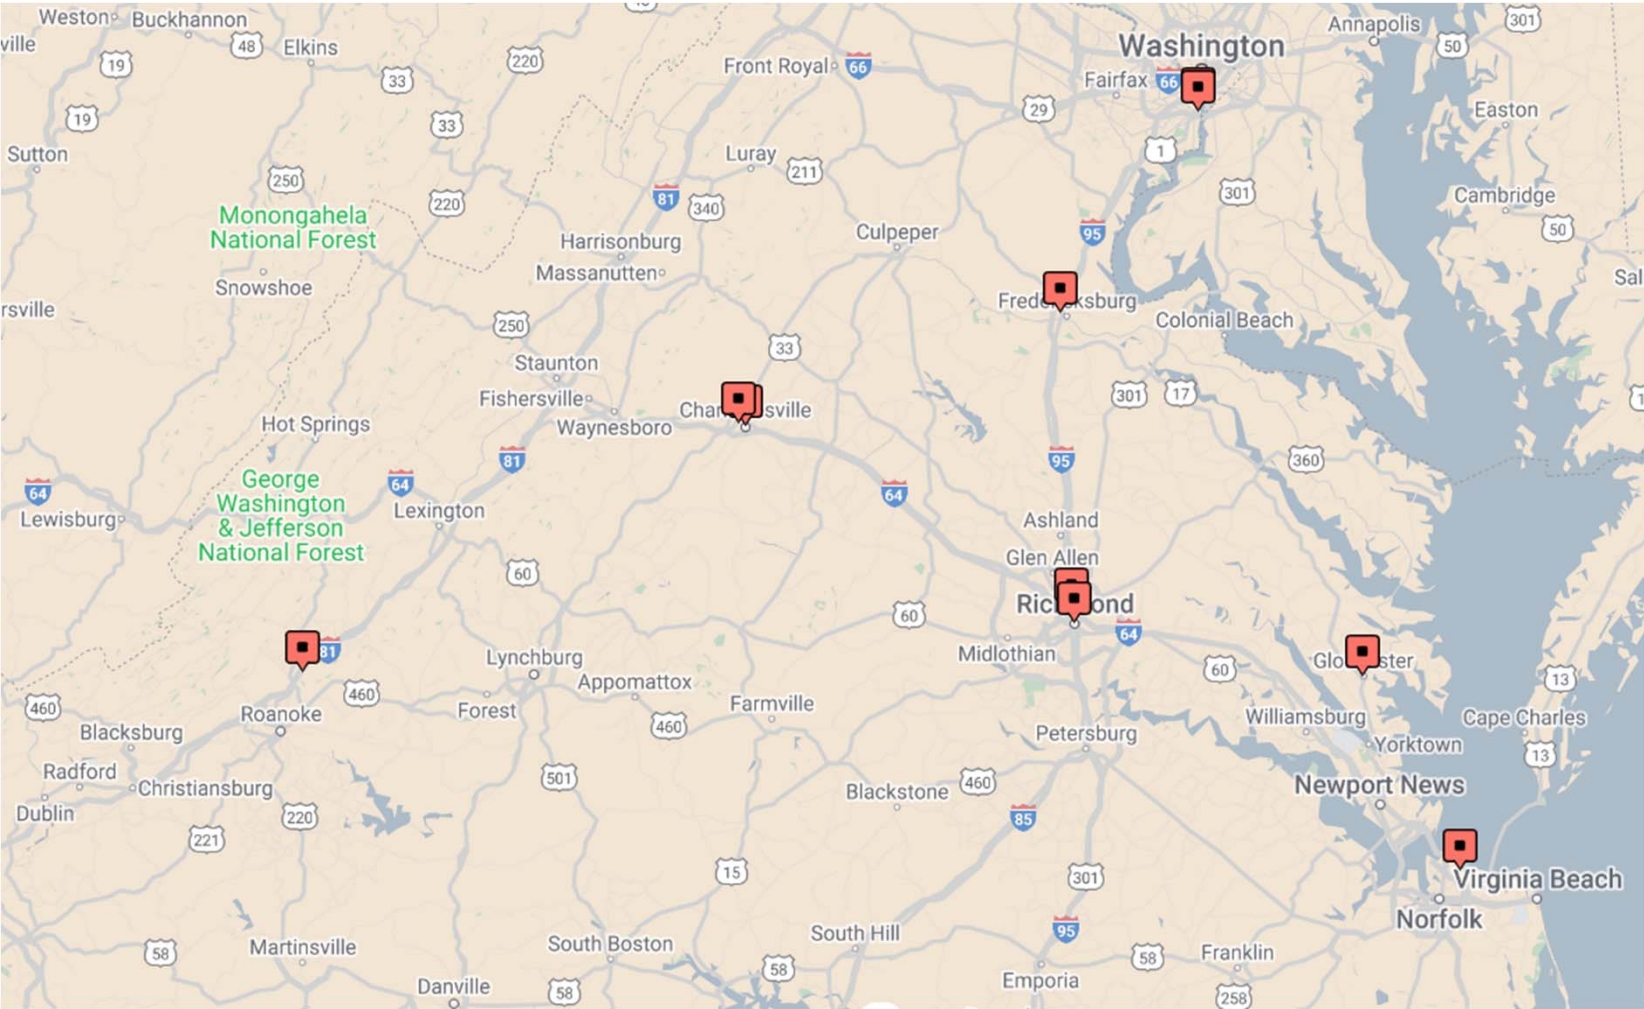 Weston
Buckhannon
ville
48
Elkins
19
33
220
Front Royal
66
Washington
Annapolis
301
50
Fairfax
66
29
Easton
19
33
Sutton
Luray
211
1
250
220
81
340
301
Cambridge
50
Monongahela
National Forest
Harrisonburg
Culpeper
95
Massanutten
Snowshoe
Sal
rsville
250
Colonial Beach
33
Staunton
Fishersville
301
17
Waynesboro
Hot Springs
81
95
360
64
64
64
George
Washington
& Jefferson
National Forest
Lewisburg
Lexington
Ashland
Glen Allen
60
60
64
81
Lynchburg
Midlothian
60
Appomattox
460
460
13
Forest
Farmville
Roanoke
460
Williamsburg
Cape Charles
Blacksburg
Petersburg
Yorktown
13
Radford
Christiansburg
501
Blackstone
460
Newport News
Dublin
220
85
221
15
301
Virginia Beach
Norfolk
South Hill
95
Martinsville
South Boston
58
58
58
Franklin
Emporia
Danville
58
258